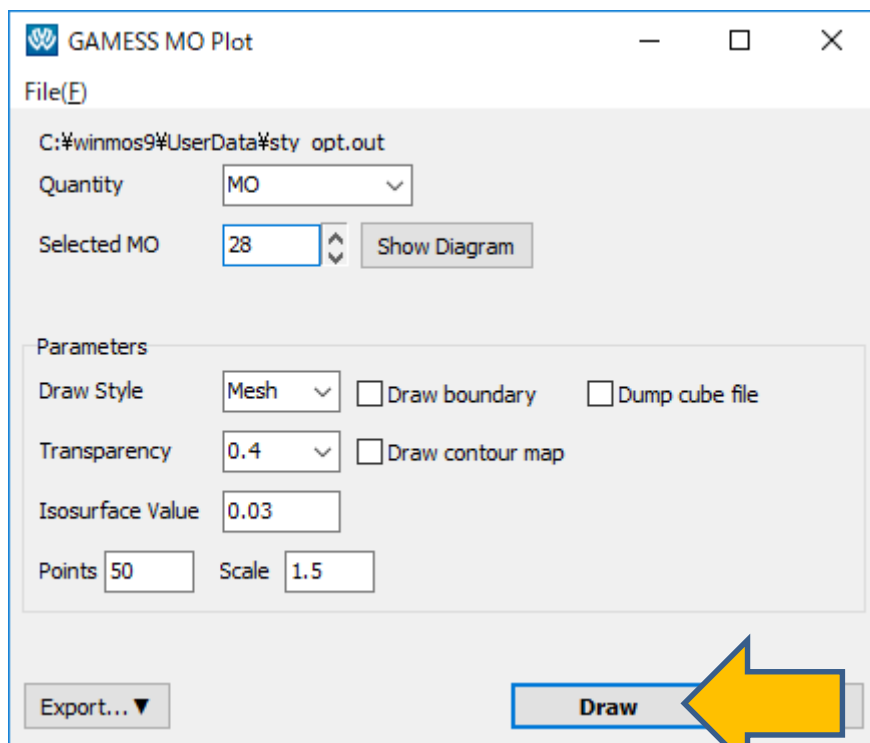 GAMESS MO Plot
File(F)
C:¥winmos9¥UserData¥sty_opt.out
Quantity MO
Selected MO 28 Show Diagram
Parameters
Draw Style Mesh Draw boundary Dump cube file
Transparency 0.4 Draw contour map
Isosurface Value 0.03
Points 50 Scale 1.5
Export...▼ Draw